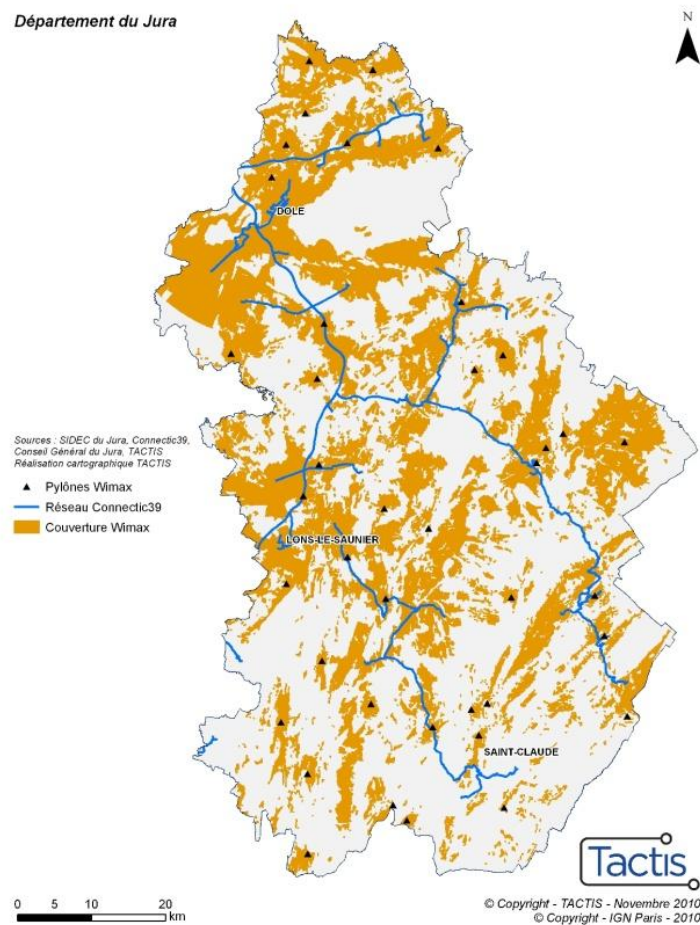 Département du Jura
N
DOLE
Sources : SIDEC du Jura, Connectic39,
Conseil Général du Jura, TACTIS
Réalisation cartographique TACTIS
Pylônes Wimax
Réseau Connectic39
Couverture Wimax
LONS-LE-SAUNIER
SAINT-CLAUDE
Tactis
0 10 20
km
© Copyright - TACTIS - Novembre 2010
© Copyright - IGN Paris - 2010